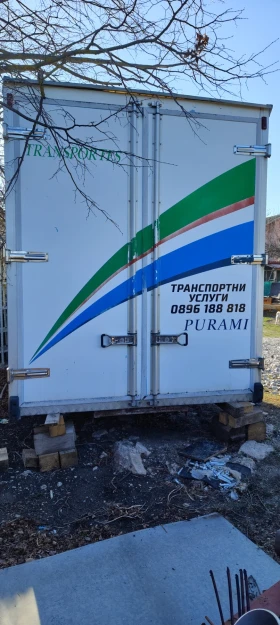 TRANSPORTES
ТРАНСПОРТНИ
УСЛУГИ
0896 188 818
PURAMI